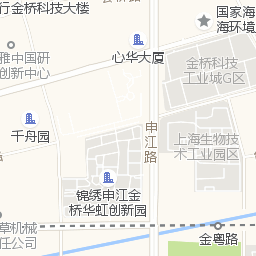 行金桥科技大楼
国家海
海环境
雅中国研
创新中心
心华大厦
金桥科技
工业城G区
千舟园
申江路
上海生物技
术工业园区
锦绣申江金
桥华虹创新园
金粤路
草机械
任公司